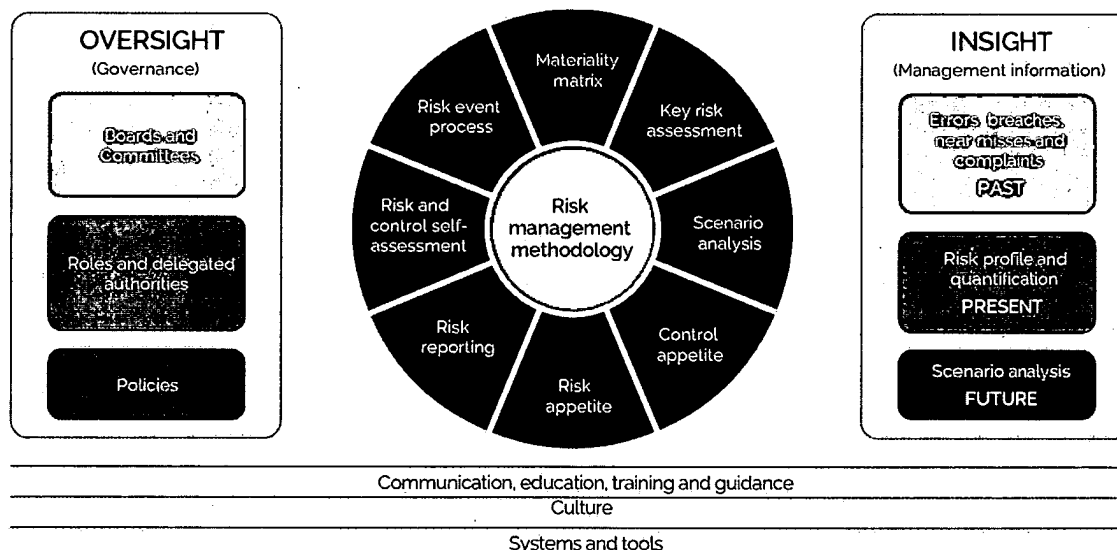 OVERSIGHT
(Governance)
Boards and
Committees
Roles and delegated
authorities
Policies
Materiality
matrix
Key risk
assessment
Scenario
analysis
Control
appetite
Risk
appetite
Risk
reporting
Risk and
control self-
assessment
Risk event
process
Risk
management
methodology
INSIGHT
(Management information)
Errors, breaches,
near misses and
complaints
PAST
Risk profile and
quantification
PRESENT
Scenario analysis
FUTURE
Communication, education, training and guidance
Culture
Systems and tools